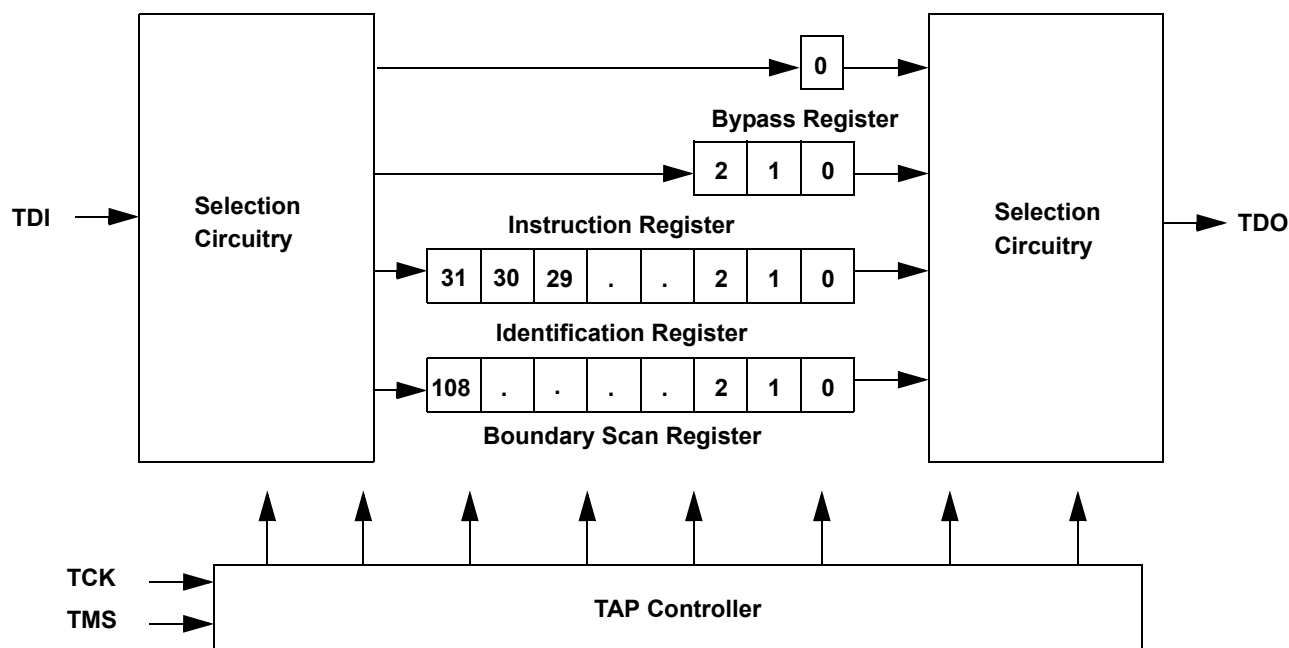 0
Bypass Register
2 1 0
TDI
Selection
Circuitry
Selection
Circuitry
TDO
Instruction Register
31 30 29 . . 2 1 0
Identification Register
108 . . . . 2 1 0
Boundary Scan Register
TCK
TMS
TAP Controller